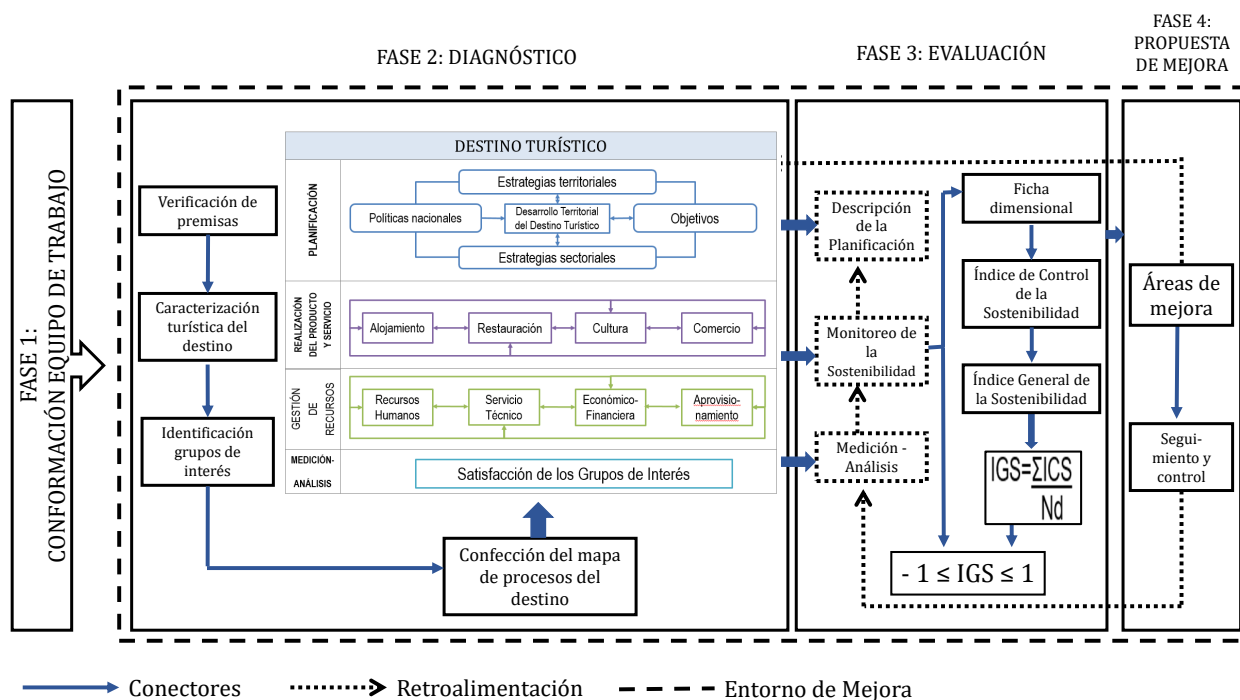 FASE 1:
CONFORMACIÓN EQUIPO DE TRABAJO
FASE 2: DIAGNÓSTICO
Verificación de
premisas
Caracterización
turística del
destino
Identificación
grupos de
interés
DESTINO TURÍSTICO
PLANIFICACIÓN
Estrategias territoriales
Políticas nacionales
Desarrollo Territorial
del Destino Turístico
Objetivos
Estrategias sectoriales
REALIZACIÓN
DEL PRODUCTO
Y SERVICIO
Alojamiento
Restauración
Cultura
Comercio
GESTIÓN
DE
RECURSOS
Recursos
Humanos
Servicio
Técnico
Económico-
Financiera
Aprovisio-
namiento
MEDICIÓN-
ANÁLISIS
Satisfacción de los Grupos de Interés
Confección del mapa
de procesos del
destino
FASE 3: EVALUACIÓN
Descripción
de la
Planificación
Monitoreo de
la
Sostenibilidad
Medición -
Análisis
Ficha
dimensional
Índice de Control
de la
Sostenibilidad
Índice General de
la Sostenibilidad
IGS=ΣICS
Nd
- 1 ≤ IGS ≤ 1
FASE 4:
PROPUESTA
DE MEJORA
Áreas de
mejora
Segui-
miento y
control
Conectores
Retroalimentación
Entorno de Mejora